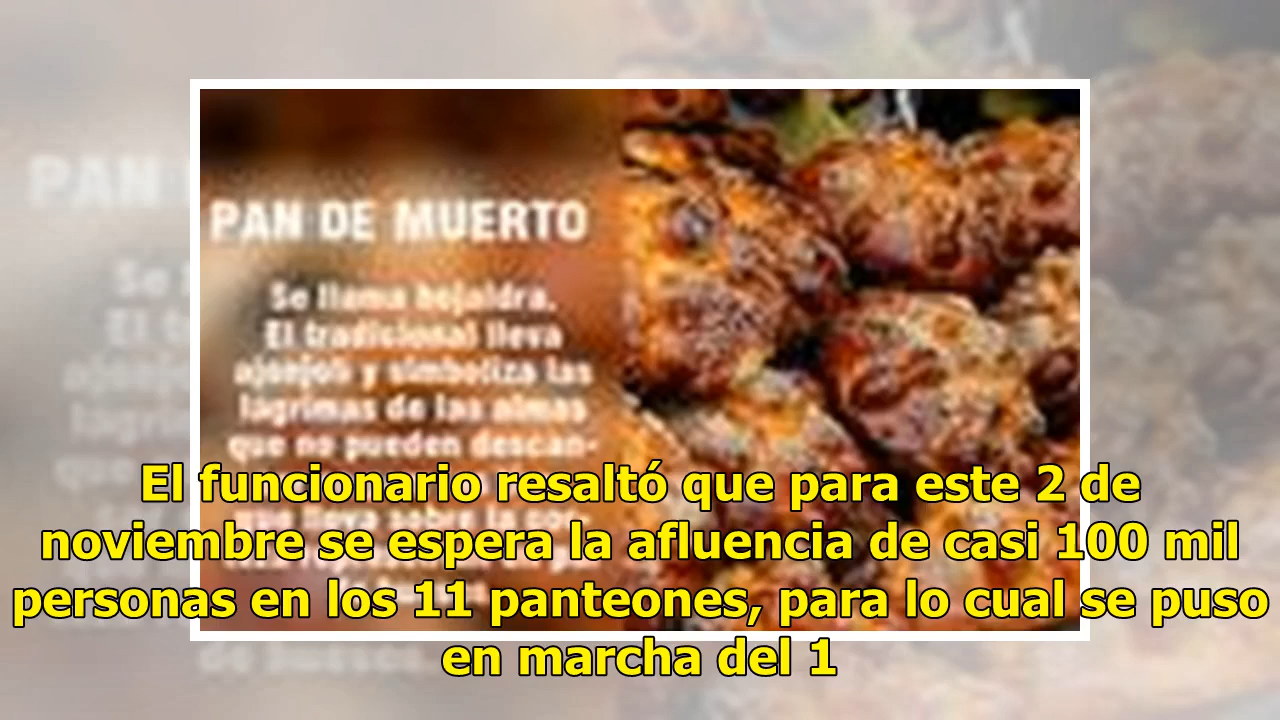 PAN DE MUERTO
Se llama hojaldra.
El tradicional lleva
ajonjolí y simboliza las
lágrimas de las almas
que no pueden descan-
El funcionario resaltó que para este 2 de
noviembre se espera la afluencia de casi 100 mil
personas en los 11 panteones, para lo cual se puso
en marcha del 1